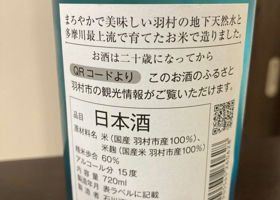 まろやかで美味しい羽村の地下天然水と
多摩川最上流で育てたお米で造りました。
お酒は二十歳になってから
QRコードより このお酒のふるさと
羽村市の観光情報がご覧いただけます。
品目 日本酒
原材料名 米(国産 羽村市産100%)、
米麹(国産米 羽村市産100%)
精米歩合 60%
アルコール分 15度
内容量 720ml
製造年月 表ラベルに記載
製造者 石川